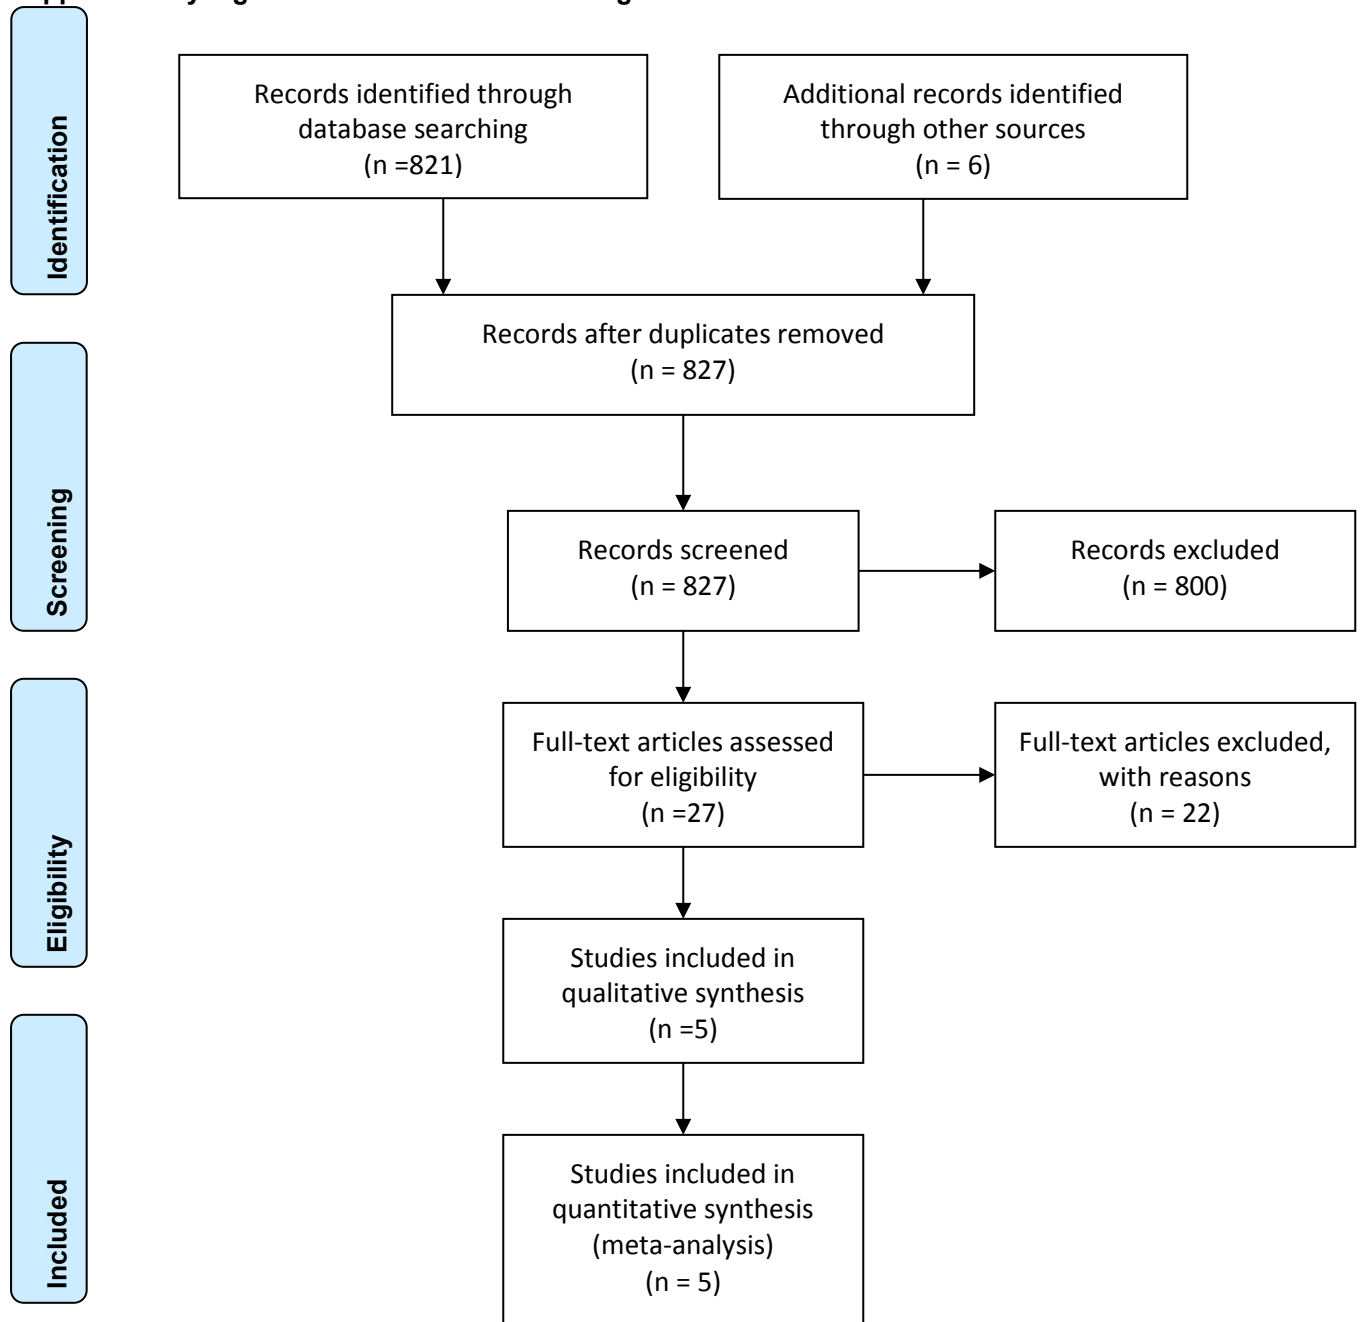 Identification
Records identified through
database searching
(n =821)
Additional records identified
through other sources
(n = 6)
Records after duplicates removed
(n = 827)
Screening
Records screened
(n = 827)
Records excluded
(n = 800)
Eligibility
Full-text articles assessed
for eligibility
(n =27)
Full-text articles excluded,
with reasons
(n = 22)
Studies included in
qualitative synthesis
(n =5)
Included
Studies included in
quantitative synthesis
(meta-analysis)
(n = 5)